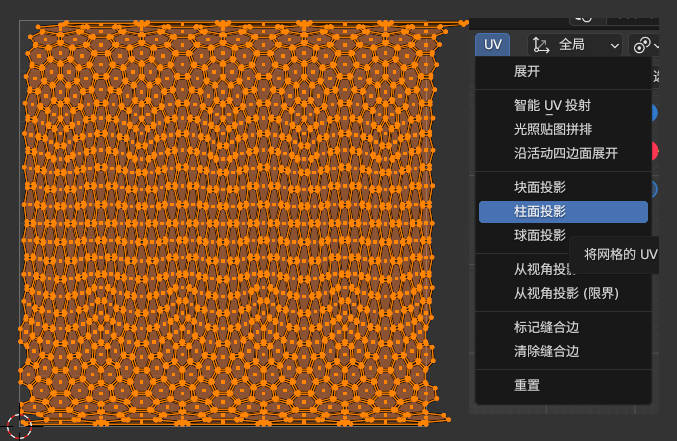 UV
全局
展开
智能 UV 投射
光照贴图拼排
沿活动四边面展开
块面投影
柱面投影
球面投影
将网格的 UV
从视角投影
从视角投影 (限界)
标记缝合边
清除缝合边
重置